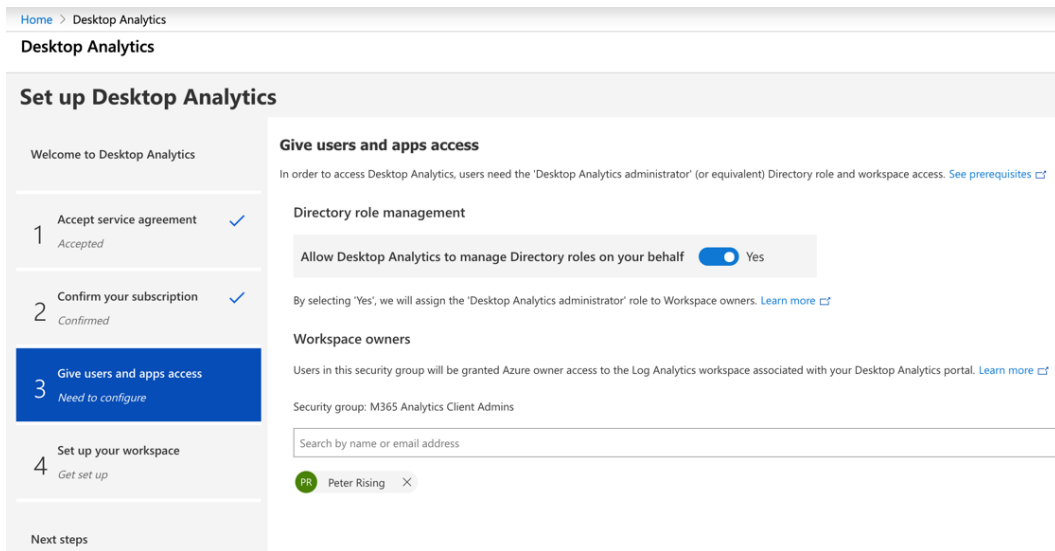 Home > Desktop Analytics
Desktop Analytics
Set up Desktop Analytics
Welcome to Desktop Analytics
1
Accept service agreement
Accepted
2
Confirm your subscription
Confirmed
3
Give users and apps access
Need to configure
4
Set up your workspace
Get set up
Next steps
Give users and apps access
In order to access Desktop Analytics, users need the 'Desktop Analytics administrator' (or equivalent) Directory role and workspace access. See prerequisites
Directory role management
Allow Desktop Analytics to manage Directory roles on your behalf Yes
By selecting 'Yes', we will assign the 'Desktop Analytics administrator' role to Workspace owners. Learn more
Workspace owners
Users in this security group will be granted Azure owner access to the Log Analytics workspace associated with your Desktop Analytics portal. Learn more
Security group: M365 Analytics Client Admins
Search by name or email address
PR Peter Rising